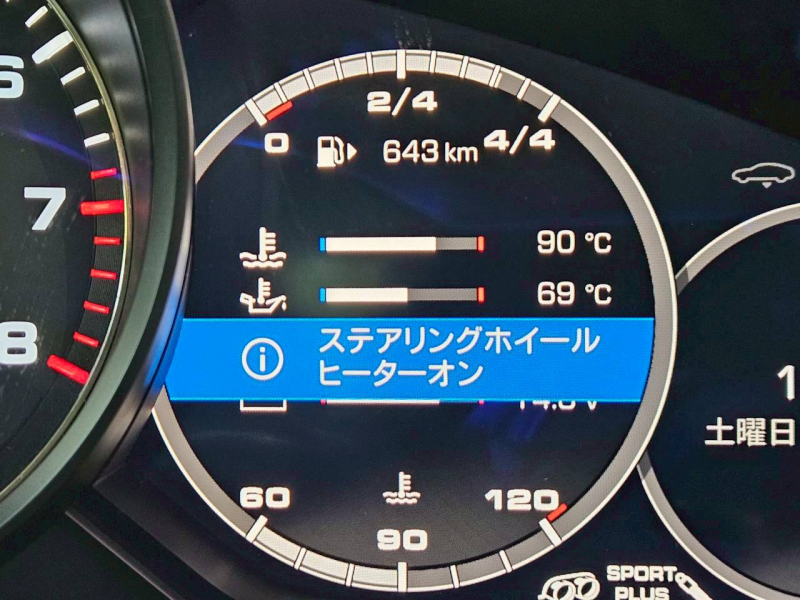 6
7
8
2/4
0
4/4
643 km
90 °C
69 °C
ステアリングホイール
ヒーターオン
1
土曜日
60
120
90
SPORT
PLUS